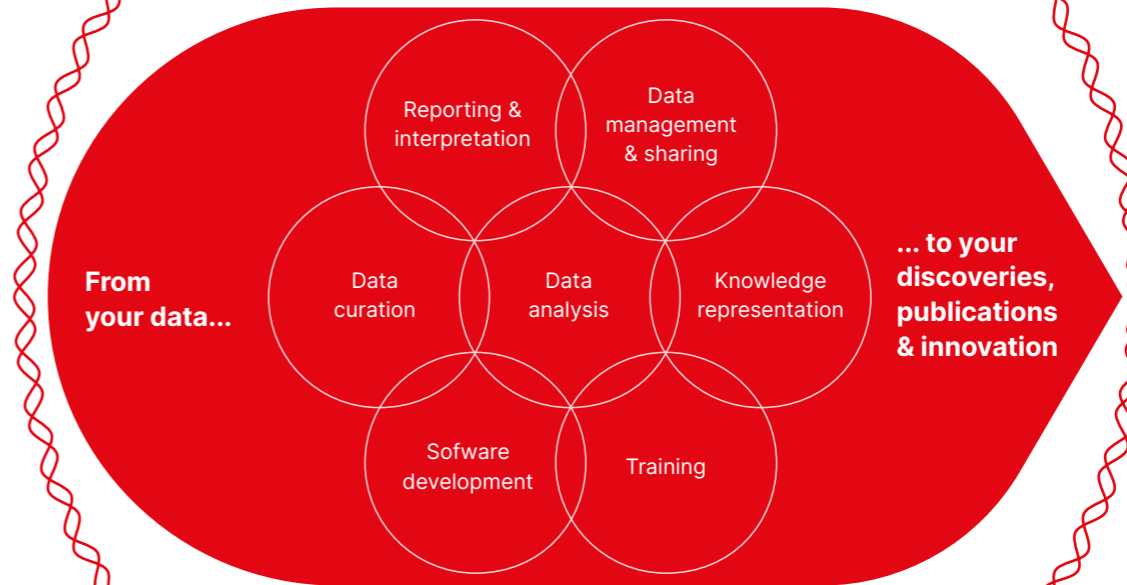 Reporting &
interpretation
Data
management
& sharing
From
your data...
Data
curation
Data
analysis
Knowledge
representation
... to your
discoveries,
publications
& innovation
Sofware
development
Training